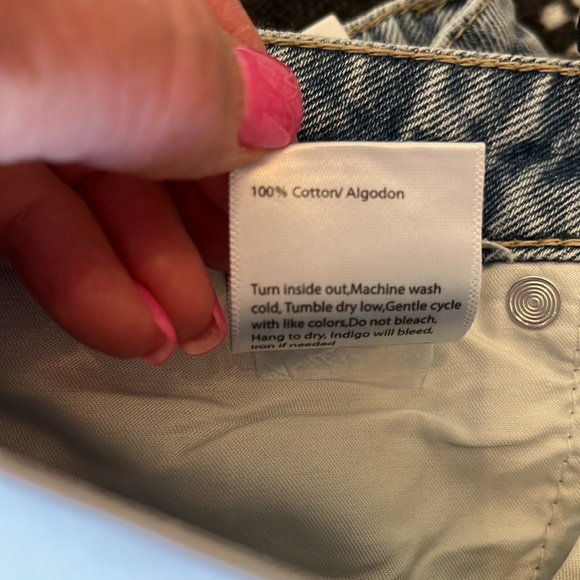 100% Cotton/ Algodon
Turn inside out,Machine wash
cold, Tumble dry low,Gentle cycle
with like colors,Do not bleach,
Hang to dry, Indigo will bleed,
Iron if needed